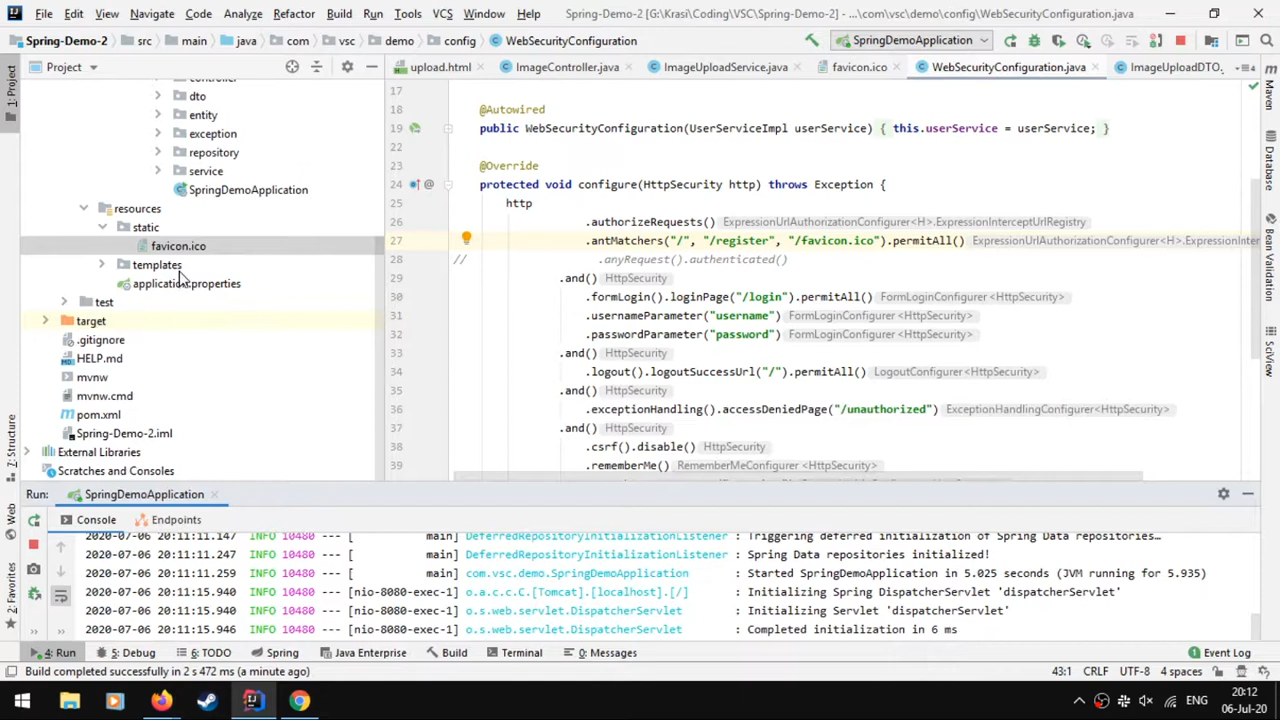 File Edit View Navigate Code Analyze Refactor Build Run Tools VCS Window Help Spring-Demo-2 [G:\Krasi\Coding\VSC\Spring-Demo-2] - ...\com\vsc\demo\config\WebSecurityConfiguration.java
Spring-Demo-2 src main java com vsc demo config WebSecurityConfiguration SpringDemoApplication
Project upload.html ImageController.java ImageUploadService.java favicon.ico WebSecurityConfiguration.java ImageUploadDTO.
1: Project
controller
dto
entity
exception
repository
service
SpringDemoApplication
resources
static
favicon.ico
templates
application.properties
test
target
.gitignore
HELP.md
mvnw
mvnw.cmd
pom.xml
Spring-Demo-2.iml
External Libraries
Scratches and Consoles
17
18 @Autowired
19 public WebSecurityConfiguration(UserServiceImpl userService) { this.userService = userService; }
22
23 @Override
24 protected void configure(HttpSecurity http) throws Exception {
25 http
26 .authorizeRequests() ExpressionUrlAuthorizationConfigurer<H>.ExpressionInterceptUrlRegistry
27 .antMatchers("/", "/register", "/favicon.ico").permitAll() ExpressionUrlAuthorizationConfigurer<H>.ExpressionInter
28 // .anyRequest().authenticated()
29 .and() HttpSecurity
30 .formLogin().loginPage("/login").permitAll() FormLoginConfigurer<HttpSecurity>
31 .usernameParameter("username") FormLoginConfigurer<HttpSecurity>
32 .passwordParameter("password") FormLoginConfigurer<HttpSecurity>
33 .and() HttpSecurity
34 .logout().logoutSuccessUrl("/").permitAll() LogoutConfigurer<HttpSecurity>
35 .and() HttpSecurity
36 .exceptionHandling().accessDeniedPage("/unauthorized") ExceptionHandlingConfigurer<HttpSecurity>
37 .and() HttpSecurity
38 .csrf().disable() HttpSecurity
39 .rememberMe() RememberMeConfigurer<HttpSecurity>
Maven
Database
Bean Validation
SciView
Z: Structure
Web
2: Favorites
Run: SpringDemoApplication
Console Endpoints
2020-07-06 20:11:11.147 INFO 10480 --- [ main] DeferredRepositoryInitializationListener : Triggering deferred initialization of Spring Data repositories…
2020-07-06 20:11:11.247 INFO 10480 --- [ main] DeferredRepositoryInitializationListener : Spring Data repositories initialized!
2020-07-06 20:11:11.259 INFO 10480 --- [ main] com.vsc.demo.SpringDemoApplication : Started SpringDemoApplication in 5.025 seconds (JVM running for 5.935)
2020-07-06 20:11:15.940 INFO 10480 --- [nio-8080-exec-1] o.a.c.c.C.[Tomcat].[localhost].[/] : Initializing Spring DispatcherServlet 'dispatcherServlet'
2020-07-06 20:11:15.940 INFO 10480 --- [nio-8080-exec-1] o.s.web.servlet.DispatcherServlet : Initializing Servlet 'dispatcherServlet'
2020-07-06 20:11:15.946 INFO 10480 --- [nio-8080-exec-1] o.s.web.servlet.DispatcherServlet : Completed initialization in 6 ms
4: Run 5: Debug 6: TODO Spring Java Enterprise Build Terminal 0: Messages Event Log
Build completed successfully in 2 s 472 ms (a minute ago) 43:1 CRLF UTF-8 4 spaces
ENG 20:12
06-Jul-20